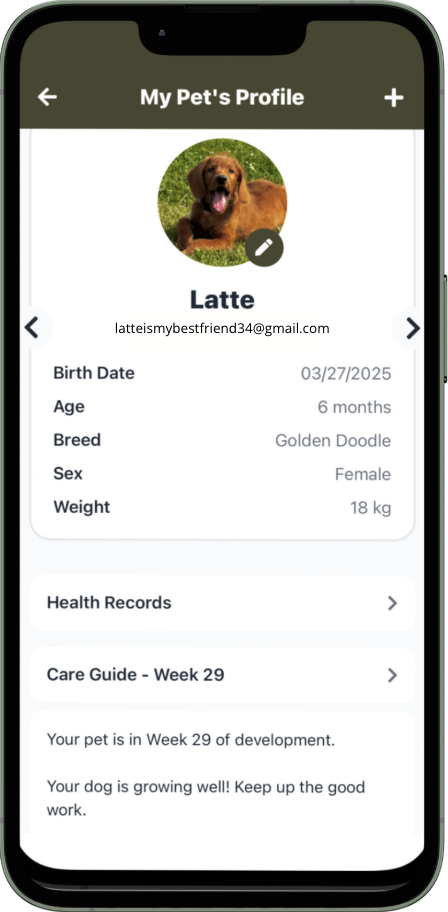 My Pet's Profile
Latte
latteismybestfriend34@gmail.com
Birth Date 03/27/2025
Age 6 months
Breed Golden Doodle
Sex Female
Weight 18 kg
Health Records
Care Guide - Week 29
Your pet is in Week 29 of development.
Your dog is growing well! Keep up the good
work.